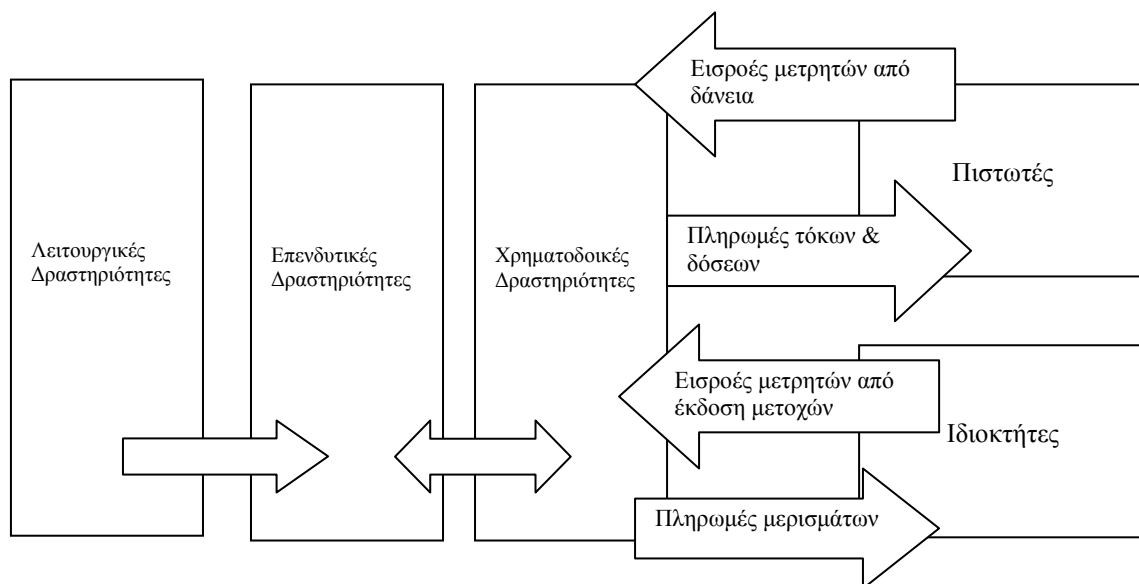 Λειτουργικές
Δραστηριότητες
Επενδυτικές
Δραστηριότητες
Χρηματοδοικές
Δραστηριότητες
Εισροές μετρητών από
δάνεια
Πιστωτές
Πληρωμές τόκων &
δόσεων
Εισροές μετρητών από
έκδοση μετοχών
Ιδιοκτήτες
Πληρωμές μερισμάτων